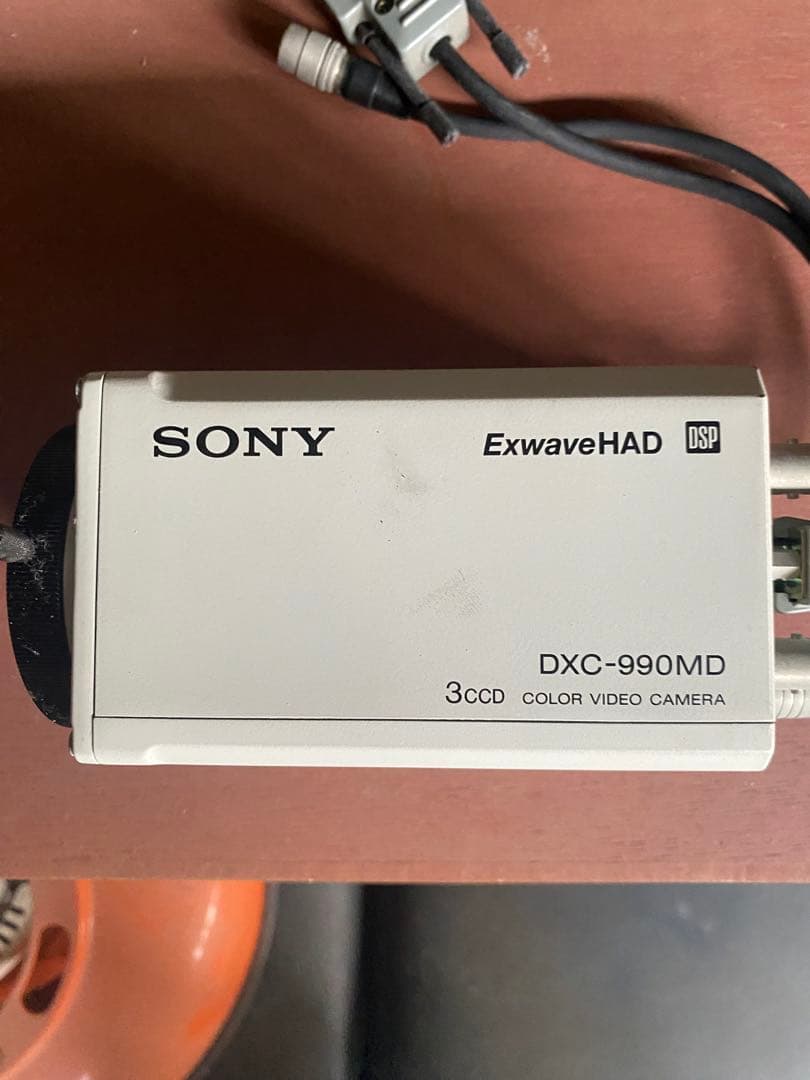 SONY ExwaveHAD DSP
DXC-990MD
3CCD COLOR VIDEO CAMERA